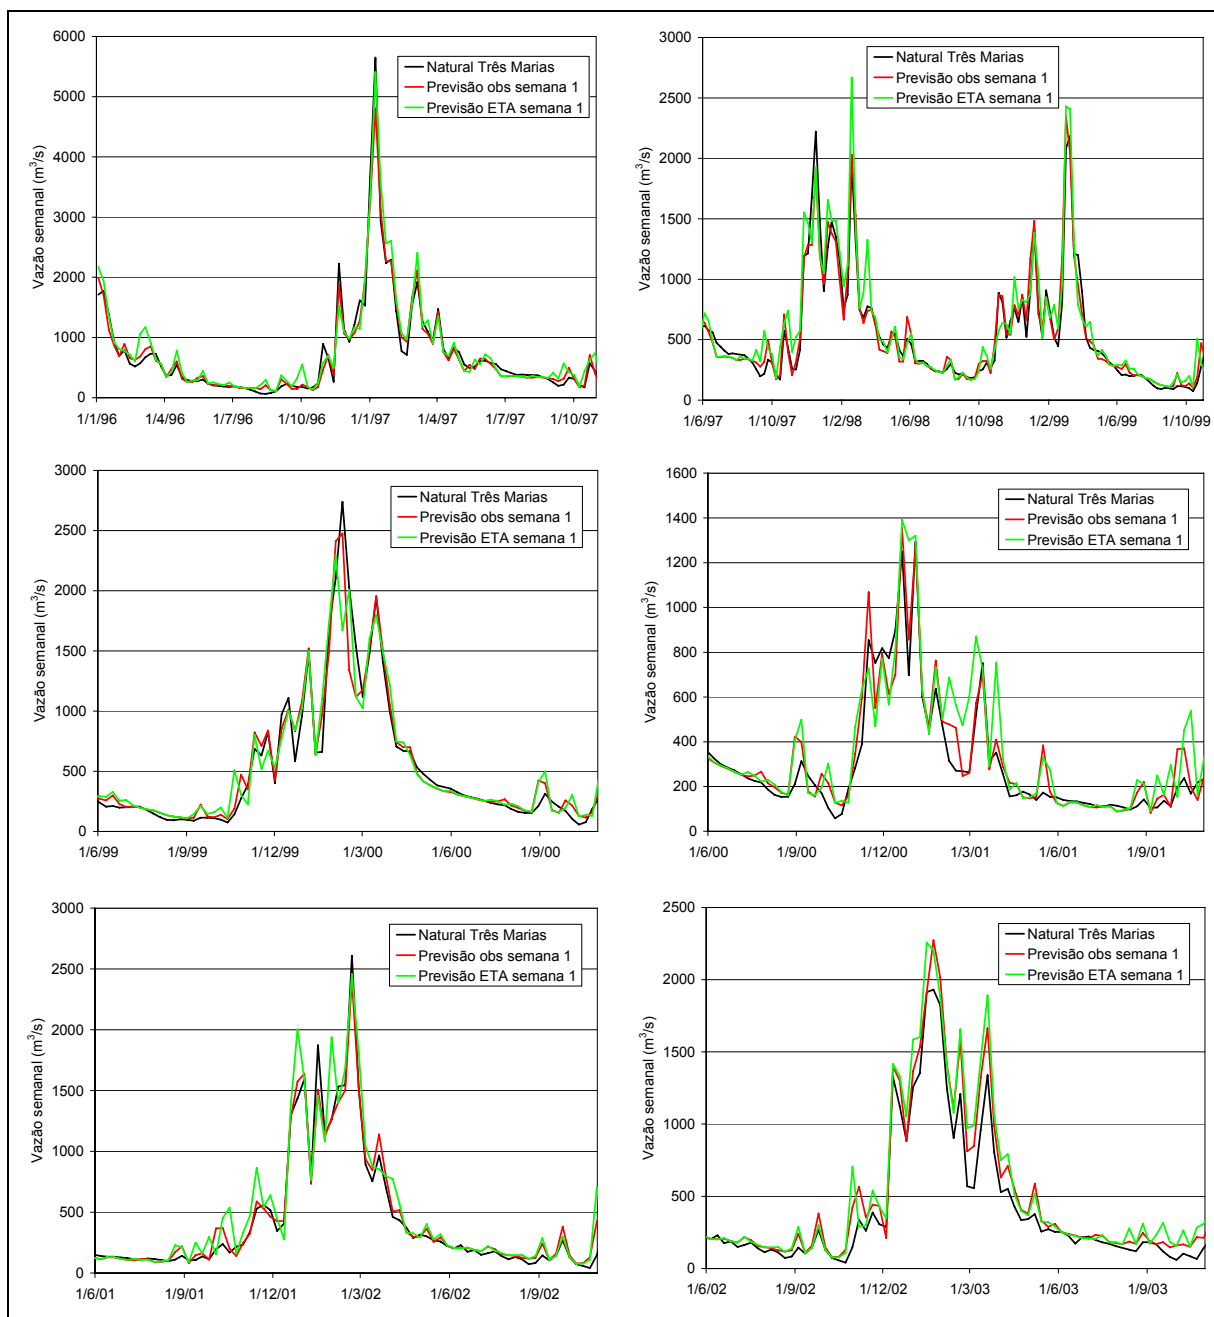 6000
5000
4000
3000
2000
1000
0
Vazão semanal (m³/s)
1/1/96 1/4/96 1/7/96 1/10/96 1/1/97 1/4/97 1/7/97 1/10/97
Natural Três Marias
Previsão obs semana 1
Previsão ETA semana 1
3000
2500
2000
1500
1000
500
0
Vazão semanal (m³/s)
1/6/97 1/10/97 1/2/98 1/6/98 1/10/98 1/2/99 1/6/99 1/10/99
Natural Três Marias
Previsão obs semana 1
Previsão ETA semana 1
3000
2500
2000
1500
1000
500
0
Vazão semanal (m³/s)
1/6/99 1/9/99 1/12/99 1/3/00 1/6/00 1/9/00
Natural Três Marias
Previsão obs semana 1
Previsão ETA semana 1
1600
1400
1200
1000
800
600
400
200
0
Vazão semanal (m³/s)
1/6/00 1/9/00 1/12/00 1/3/01 1/6/01 1/9/01
Natural Três Marias
Previsão obs semana 1
Previsão ETA semana 1
3000
2500
2000
1500
1000
500
0
Vazão semanal (m³/s)
1/6/01 1/9/01 1/12/01 1/3/02 1/6/02 1/9/02
Natural Três Marias
Previsão obs semana 1
Previsão ETA semana 1
2500
2000
1500
1000
500
0
Vazão semanal (m³/s)
1/6/02 1/9/02 1/12/02 1/3/03 1/6/03 1/9/03
Natural Três Marias
Previsão obs semana 1
Previsão ETA semana 1